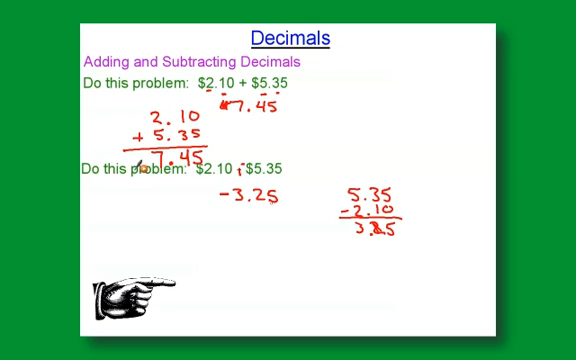 Decimals
Adding and Subtracting Decimals
Do this problem: $2.10 + $5.35
7.45
2.10
+ 5.35
7.45
Do this problem: $2.10 - $5.35
-3.25
5.35
-2.10
3.25